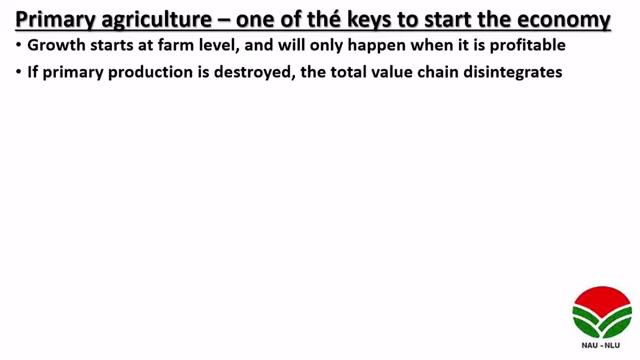 Primary agriculture – one of thé keys to start the economy
• Growth starts at farm level, and will only happen when it is profitable
• If primary production is destroyed, the total value chain disintegrates
NAU - NLU